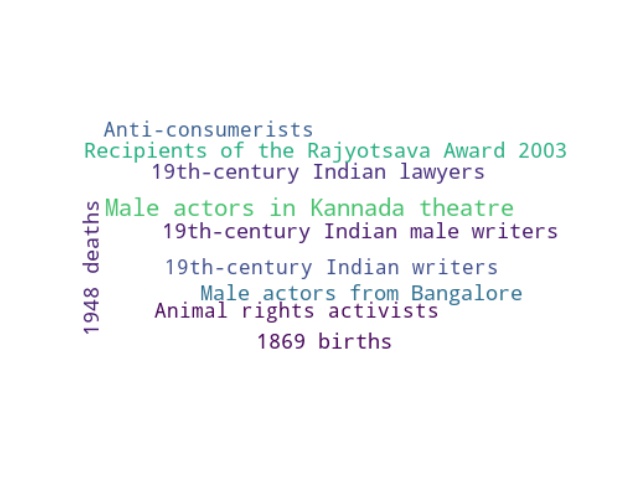 Anti-consumerists
Recipients of the Rajyotsava Award 2003
19th-century Indian lawyers
Male actors in Kannada theatre
19th-century Indian male writers
1948 deaths
19th-century Indian writers
Male actors from Bangalore
Animal rights activists
1869 births